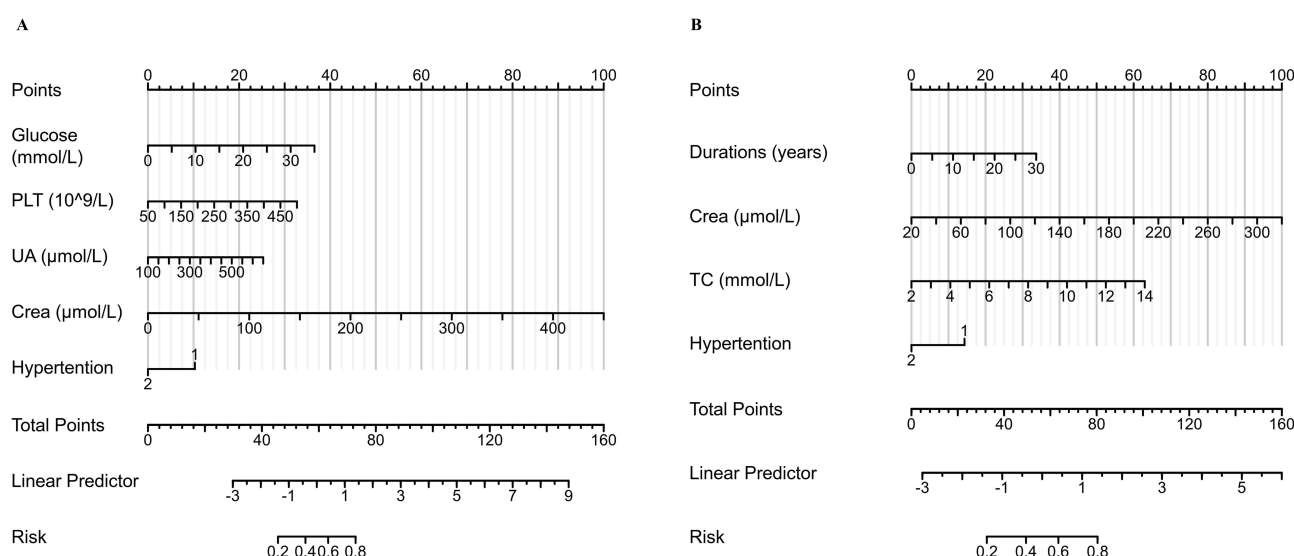 A
Points
0 20 40 60 80 100
Glucose
(mmol/L)
0 10 20 30
PLT (10^9/L)
50 150 250 350 450
UA (µmol/L)
100 300 500
Crea (µmol/L)
0 100 200 300 400
Hypertention
1
2
Total Points
0 40 80 120 160
Linear Predictor
-3 -1 1 3 5 7 9
Risk
0.2 0.4 0.6 0.8
B
Points
0 20 40 60 80 100
Durations (years)
0 10 20 30
Crea (µmol/L)
20 60 100 140 180 220 260 300
TC (mmol/L)
2 4 6 8 10 12 14
Hypertention
1
2
Total Points
0 40 80 120 160
Linear Predictor
-3 -1 1 3 5
Risk
0.2 0.4 0.6 0.8